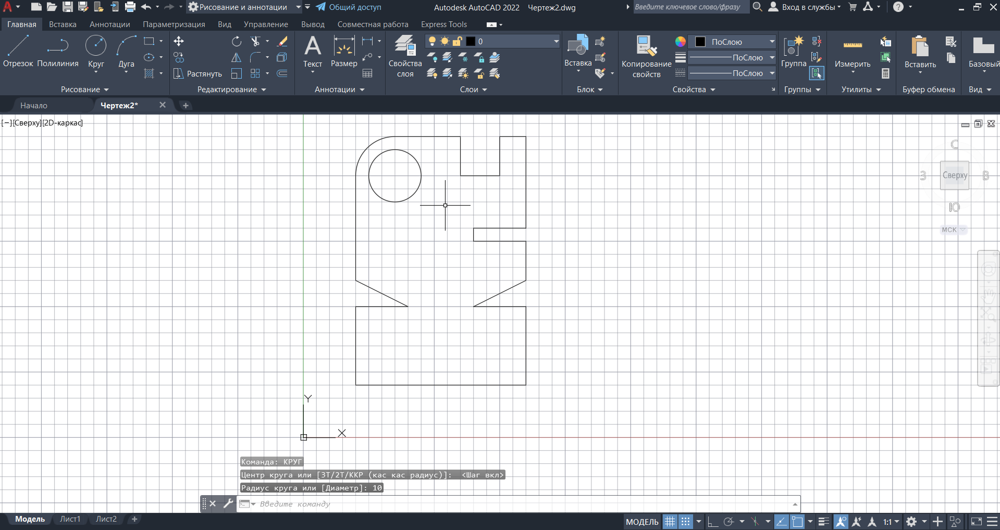 Рисование и аннотации
Общий доступ
Autodesk AutoCAD 2022 Чертеж2.dwg
Введите ключевое слово/фразу
Вход в службы
Главная Вставка Аннотации Параметризация Вид Управление Вывод Совместная работа Express Tools
0
ПоСлою
ПоСлою
ПоСлою
Отрезок Полилиния Круг Дуга
Растянуть
Текст Размер
Свойства слоя
Вставка
Копирование свойств
Группа
Измерить
Вставить
Базовый
Рисование Редактирование Аннотации Слои Блок Свойства Группы Утилиты Буфер обмена Вид
Начало Чертеж2*
[−][Сверху][2D-каркас]
С
З Сверху В
Ю
МСК
Y
X
Команда: КРУГ
Центр круга или [3Т/2Т/ККР (кас кас радиус)]: <Шаг вкл>
Радиус круга или [Диаметр]: 10
Введите команду
Модель Лист1 Лист2
МОДЕЛЬ
1:1